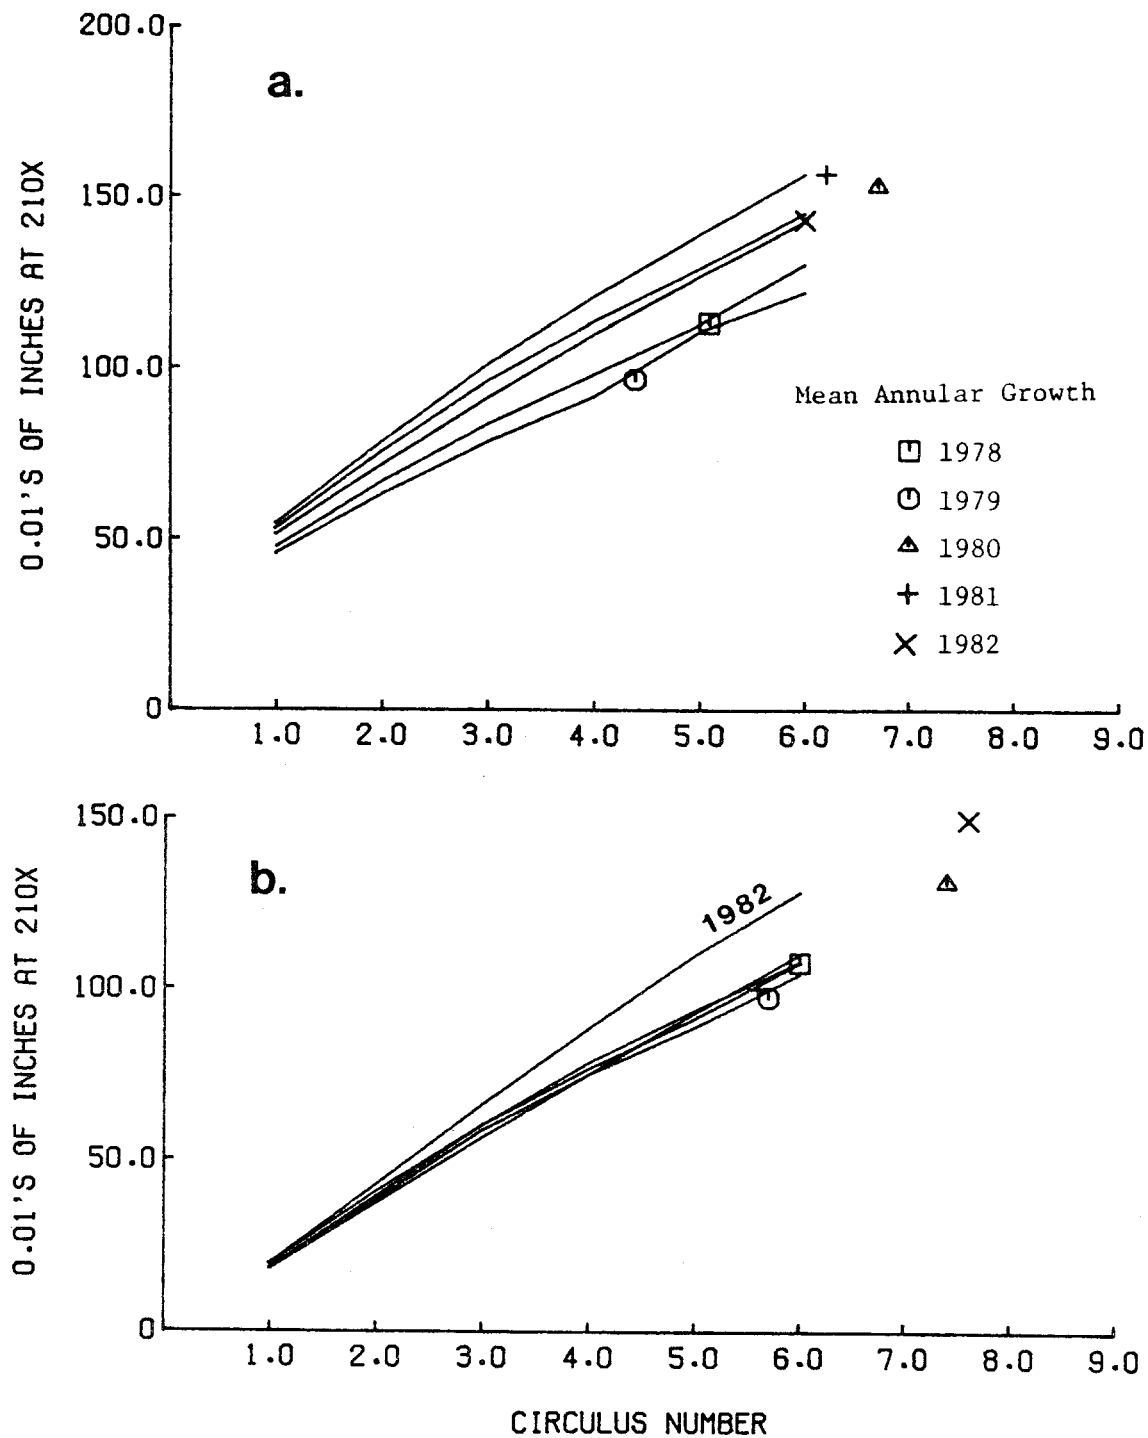 200.0
a.
150.0
100.0
50.0
0
0.01'S OF INCHES AT 210X
Mean Annular Growth
1978
1979
1980
1981
1982
1.0 2.0 3.0 4.0 5.0 6.0 7.0 8.0 9.0
150.0
b.
1982
100.0
50.0
0
0.01'S OF INCHES AT 210X
1.0 2.0 3.0 4.0 5.0 6.0 7.0 8.0 9.0
CIRCULUS NUMBER